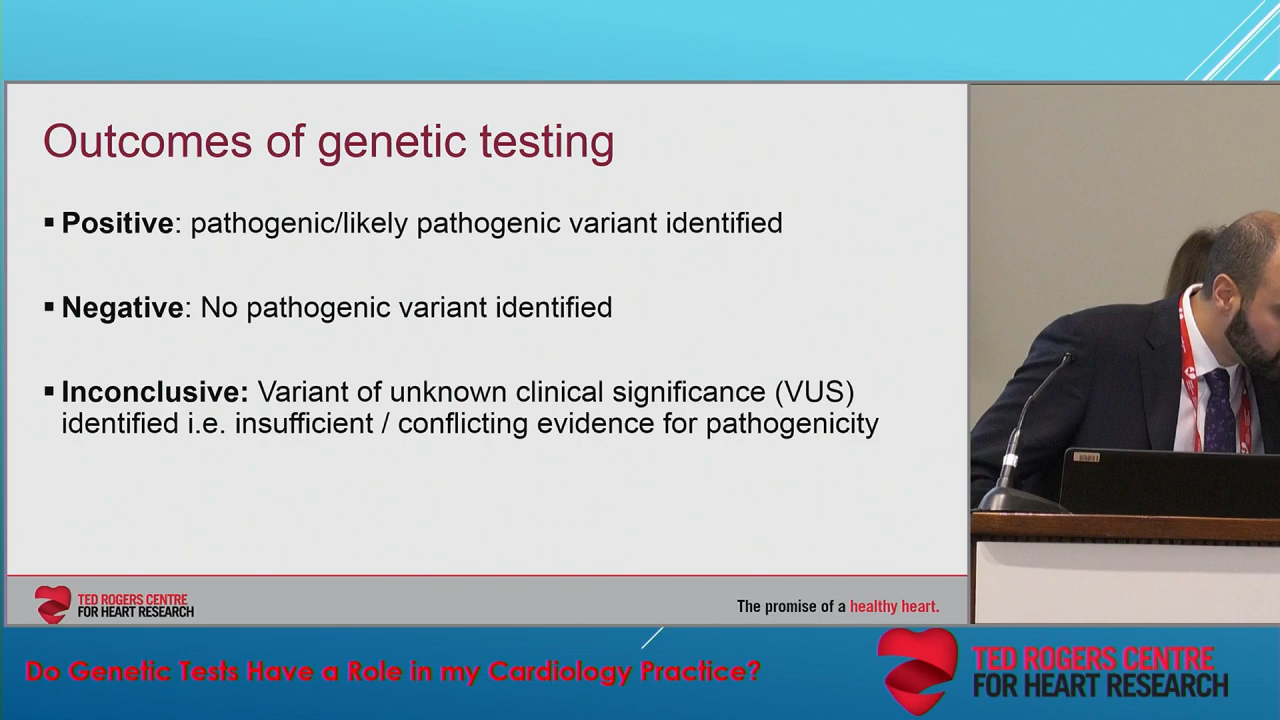 Outcomes of genetic testing
▪ Positive: pathogenic/likely pathogenic variant identified
▪ Negative: No pathogenic variant identified
▪ Inconclusive: Variant of unknown clinical significance (VUS)
identified i.e. insufficient / conflicting evidence for pathogenicity
TED ROGERS CENTRE
FOR HEART RESEARCH
The promise of a healthy heart.
Do Genetic Tests Have a Role in my Cardiology Practice?
TED ROGERS CENTRE
FOR HEART RESEARCH